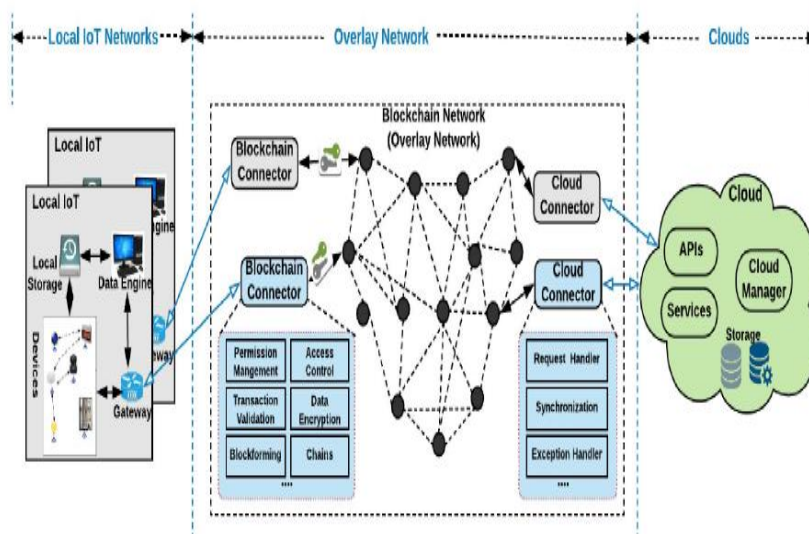 Local IoT Networks
Overlay Network
Clouds
Local IoT
Local IoT
Local
Storage
Data Engine
Devices
Gateway
Blockchain
Connector
Blockchain
Connector
Blockchain Network
(Overlay Network)
Permission
Mangement
Access
Control
Transaction
Validation
Data
Encryption
Blockforming
Chains
....
Cloud
Connector
Cloud
Connector
Request Handler
Synchronization
Exception Handler
....
Cloud
APIs
Services
Cloud
Manager
Storage